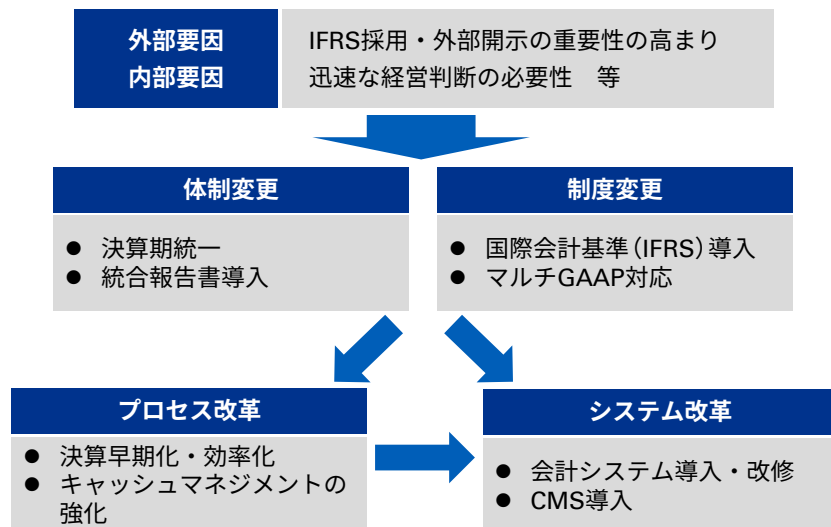 外部要因
内部要因
IFRS採用・外部開示の重要性の高まり
迅速な経営判断の必要性　等
体制変更
● 決算期統一
● 統合報告書導入
制度変更
● 国際会計基準（IFRS）導入
● マルチGAAP対応
プロセス改革
● 決算早期化・効率化
● キャッシュマネジメントの
強化
システム改革
● 会計システム導入・改修
● CMS導入